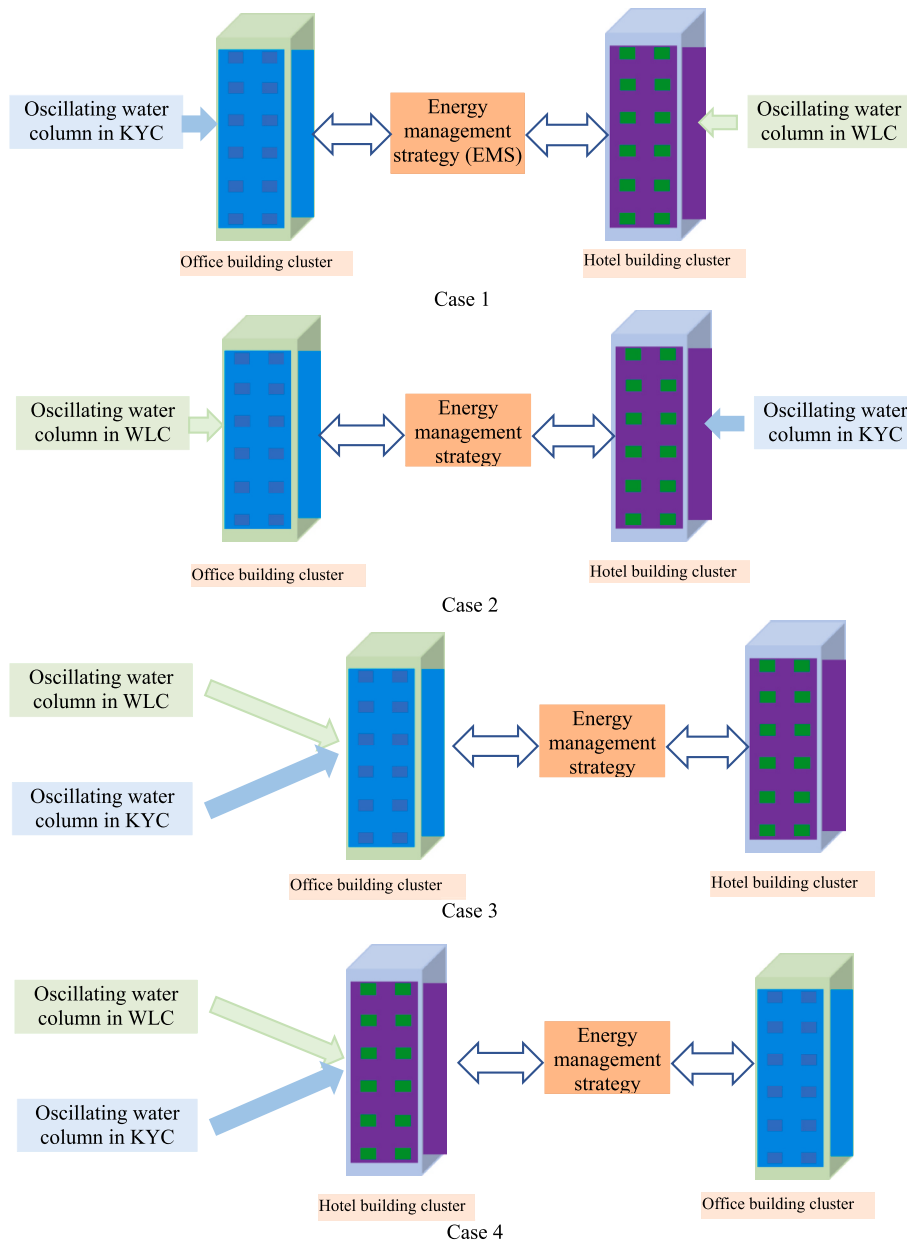 Oscillating water
column in KYC
Energy
management
strategy (EMS)
Oscillating water
column in WLC
Office building cluster
Hotel building cluster
Case 1
Oscillating water
column in WLC
Energy
management
strategy
Oscillating water
column in KYC
Office building cluster
Hotel building cluster
Case 2
Oscillating water
column in WLC
Oscillating water
column in KYC
Energy
management
strategy
Office building cluster
Hotel building cluster
Case 3
Oscillating water
column in WLC
Oscillating water
column in KYC
Energy
management
strategy
Hotel building cluster
Office building cluster
Case 4